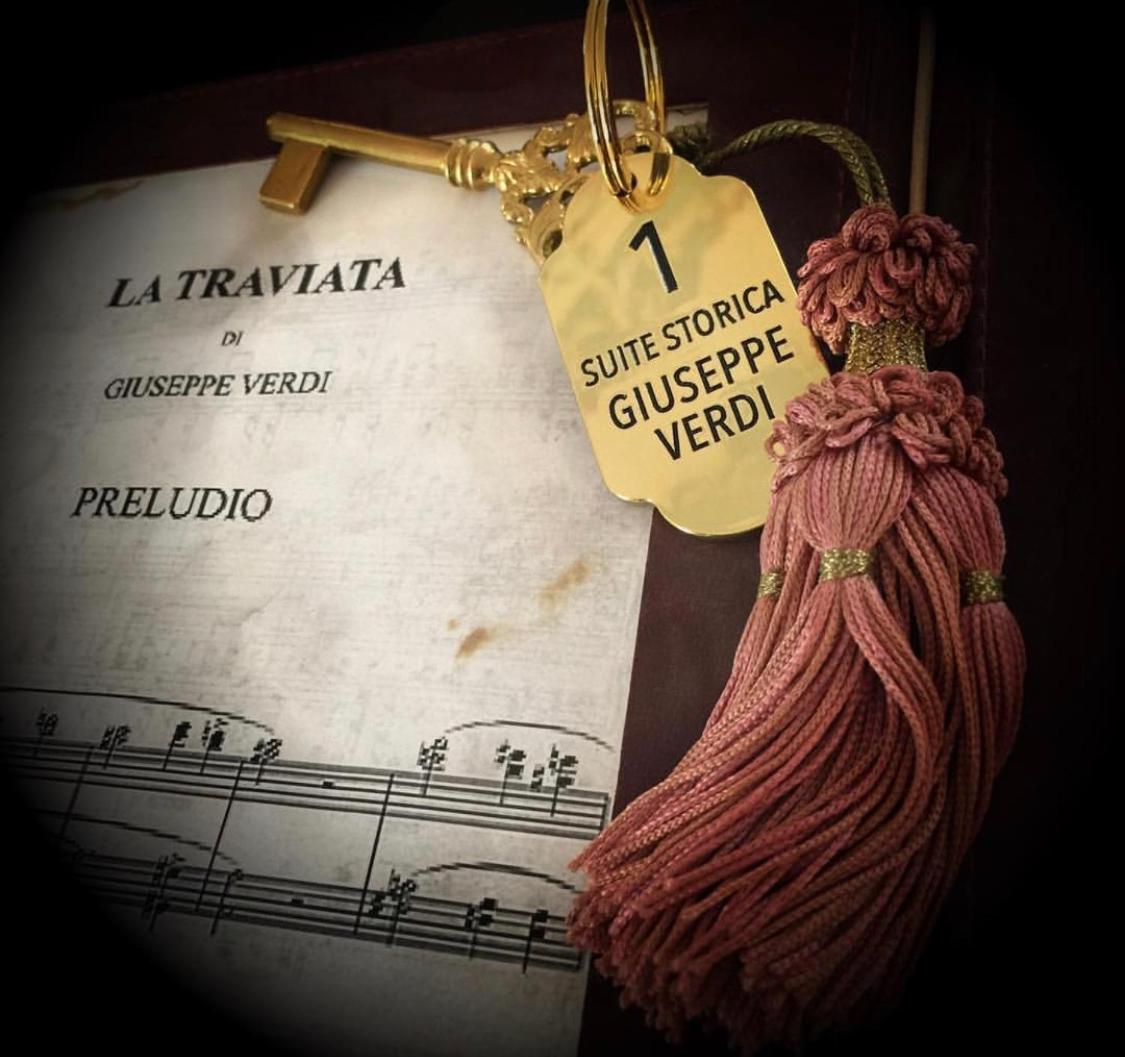 LA TRAVIATA
DI
GIUSEPPE VERDI
PRELUDIO
1
SUITE STORICA
GIUSEPPE
VERDI